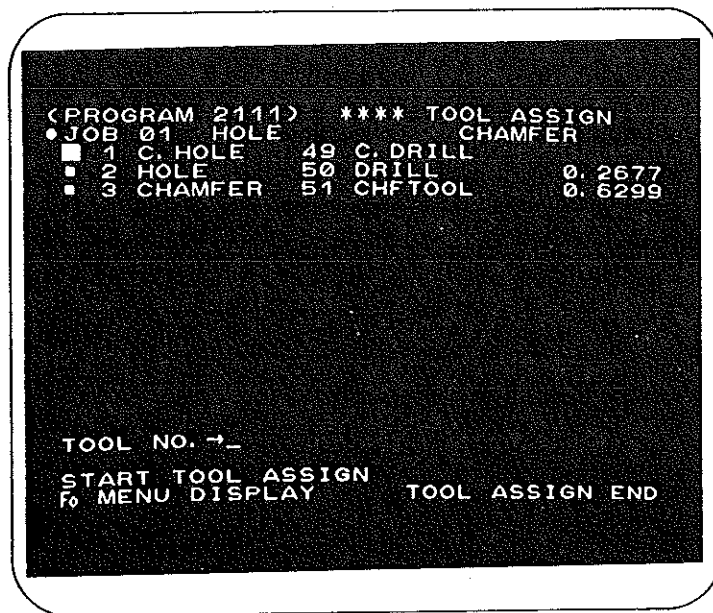 (PROGRAM 2111) **** TOOL ASSIGN
JOB 01 HOLE CHAMFER
1 C. HOLE 49 C. DRILL
2 HOLE 50 DRILL 0. 2677
3 CHAMFER 51 CHFTOOL 0. 6299
TOOL NO. →_
START TOOL ASSIGN
F0 MENU DISPLAY TOOL ASSIGN END